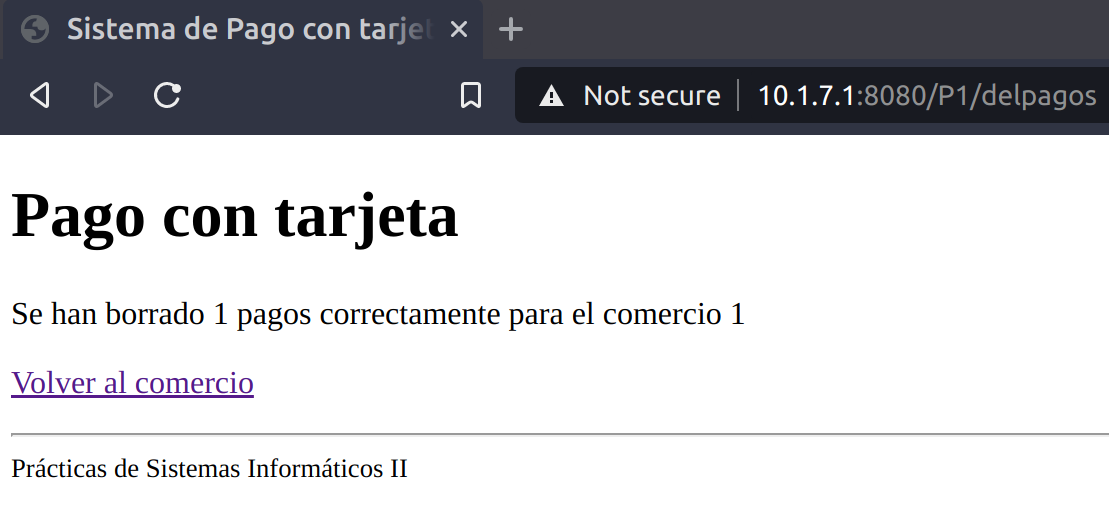 Sistema de Pago con tarjet
Not secure
10.1.7.1:8080/P1/delpagos
Pago con tarjeta
Se han borrado 1 pagos correctamente para el comercio 1
Volver al comercio
Prácticas de Sistemas Informáticos II